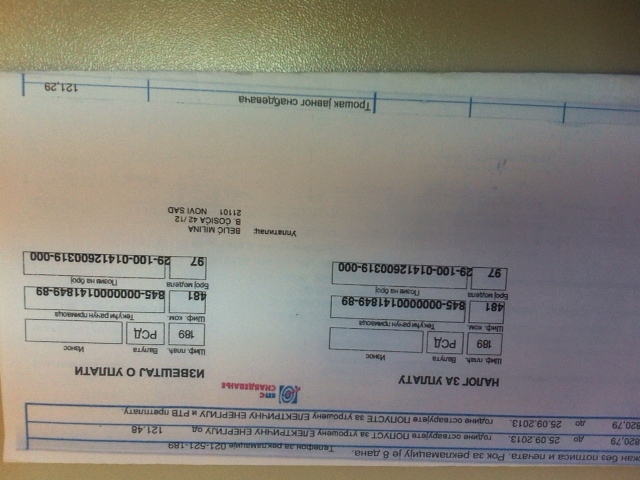 жан без потписа и печата. Рок за рекламацију је 8 дана. Телефон за рекламације 021-521-189
820,79 до 25.09.2013. године остварујете ПОПУСТ за утрошену ЕЛЕКТРИЧНУ ЕНЕРГИЈУ од 121.48
820,79 до 25.09.2013. године остварујете ПОПУСТЕ за утрошену ЕЛЕКТРИЧНУ ЕНЕРГИЈУ и РТВ претплату.
ЕПС
СНАБДЕВАЊЕ
НАЛОГ ЗА УПЛАТУ
Шиф. плаћ. Валута Износ
189 РСД
Шиф. ком. Текући рачун примаоца
481 845-0000000141849-89
Број модела Позив на број
97 29-100-01412600319-000
ИЗВЕШТАЈ О УПЛАТИ
Шиф. плаћ. Валута Износ
189 РСД
Шиф. ком. Текући рачун примаоца
481 845-0000000141849-89
Број модела Позив на број
97 29-100-01412600319-000
Уплатилац: BELIĆ MILINA
B. ĆOSIĆA 42 /12
21101 NOVI SAD
Трошак јавног снабдевача 121,29